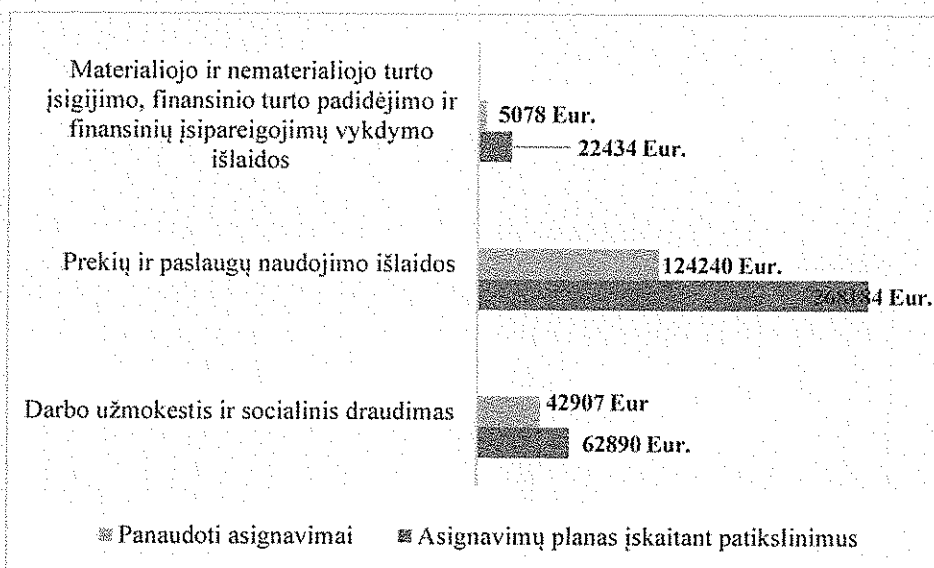 Materialiojo ir nematerialiojo turto
įsigijimo, finansinio turto padidėjimo ir
finansinių įsipareigojimų vykdymo
išlaidos
5078 Eur.
22434 Eur.
Prekių ir paslaugų naudojimo išlaidos
124240 Eur.
268184 Eur.
Darbo užmokestis ir socialinis draudimas
42907 Eur
62890 Eur.
Panaudoti asignavimai
Asignavimų planas įskaitant patikslinimus